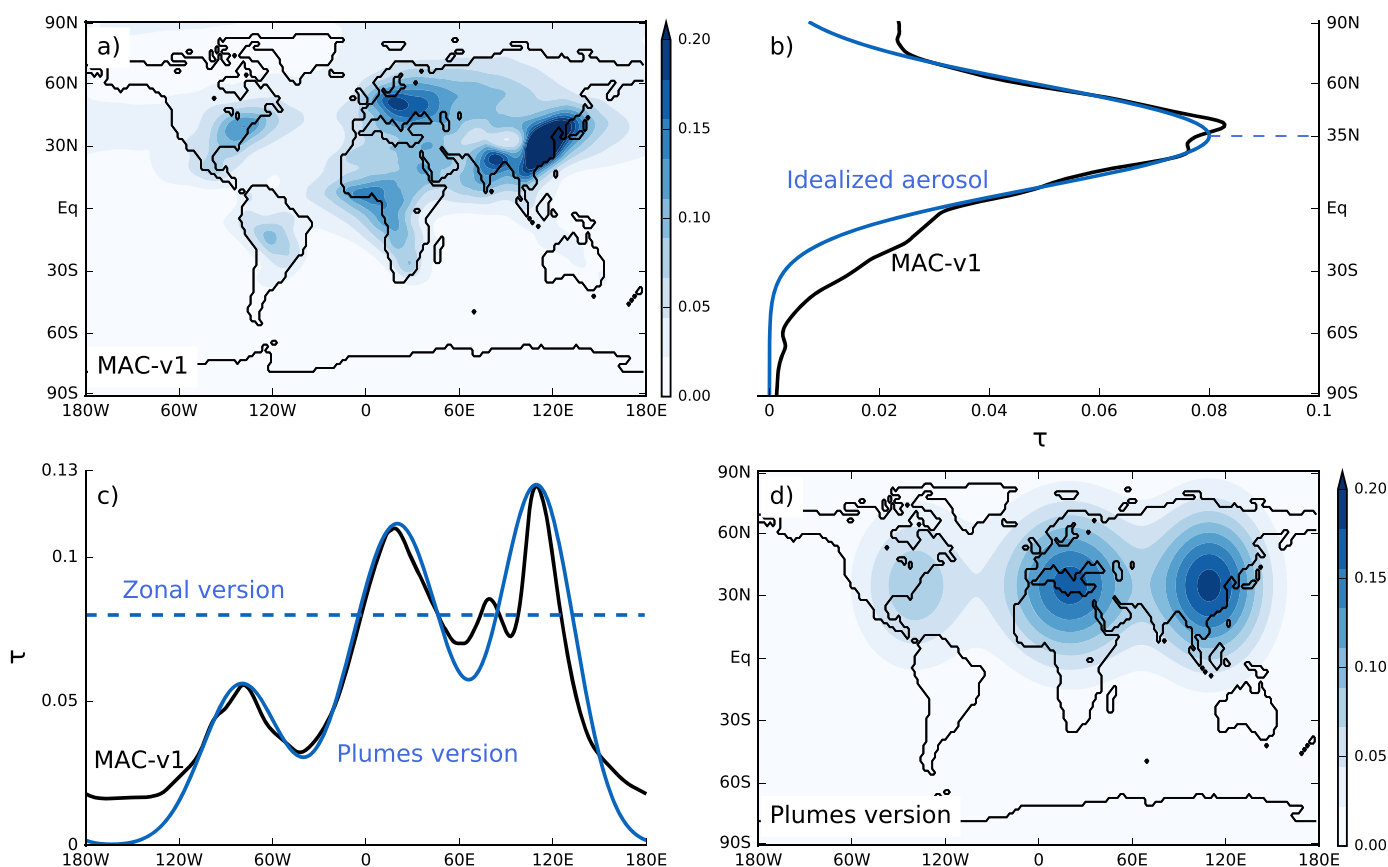 a)
90N
60N
30N
Eq
30S
60S
90S
MAC-v1
180W 60W 120W 0 60E 120E 180E
0.20
0.15
0.10
0.05
0.00
b)
Idealized aerosol
MAC-v1
90N
60N
35N
Eq
30S
60S
90S
0 0.02 0.04 0.06 0.08 0.1
τ
c)
0.13
0.1
0.05
0
τ
Zonal version
Plumes version
MAC-v1
180W 120W 60W 0 60E 120E 180E
d)
90N
60N
30N
Eq
30S
60S
90S
Plumes version
180W 60W 120W 0 60E 120E 180E
0.20
0.15
0.10
0.05
0.00